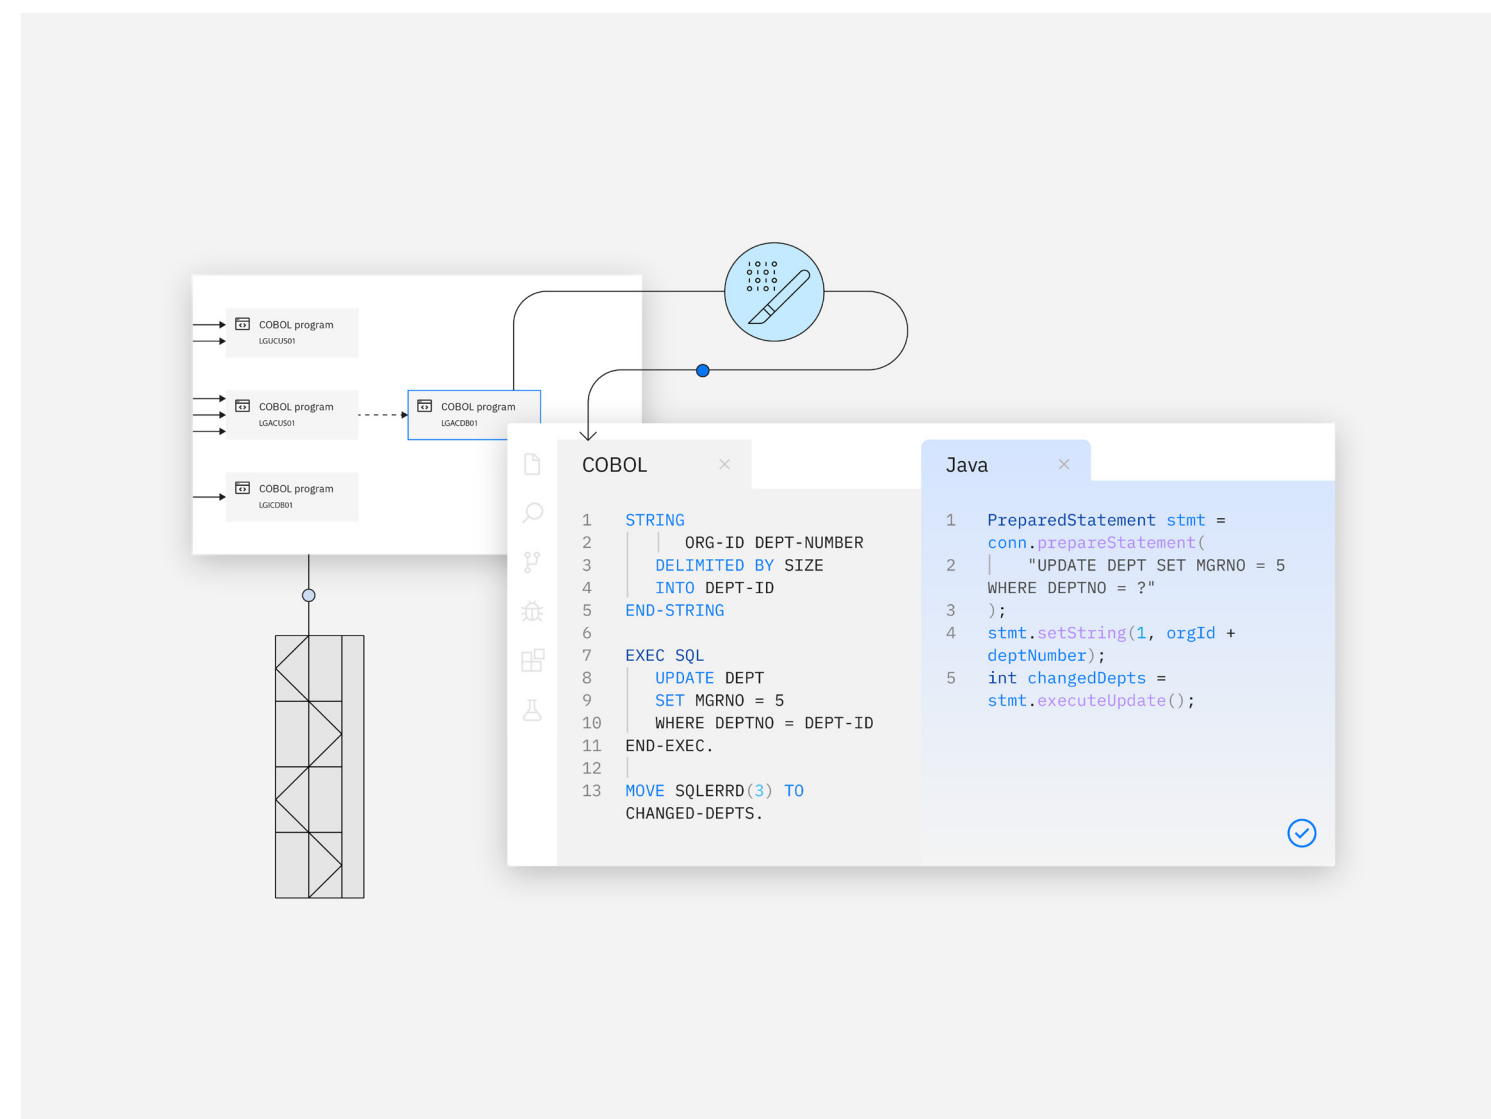 COBOL program
LGUCUS01
COBOL program
LGACUS01
COBOL program
LGACDB01
COBOL program
LGICDB01
COBOL
1 STRING
2 ORG-ID DEPT-NUMBER
3 DELIMITED BY SIZE
4 INTO DEPT-ID
5 END-STRING
6
7 EXEC SQL
8 UPDATE DEPT
9 SET MGRNO = 5
10 WHERE DEPTNO = DEPT-ID
11 END-EXEC.
12
13 MOVE SQLERRD(3) TO
CHANGED-DEPTS.
Java
1 PreparedStatement stmt =
conn.prepareStatement(
2 "UPDATE DEPT SET MGRNO = 5
WHERE DEPTNO = ?"
3 );
4 stmt.setString(1, orgId +
deptNumber);
5 int changedDepts =
stmt.executeUpdate();